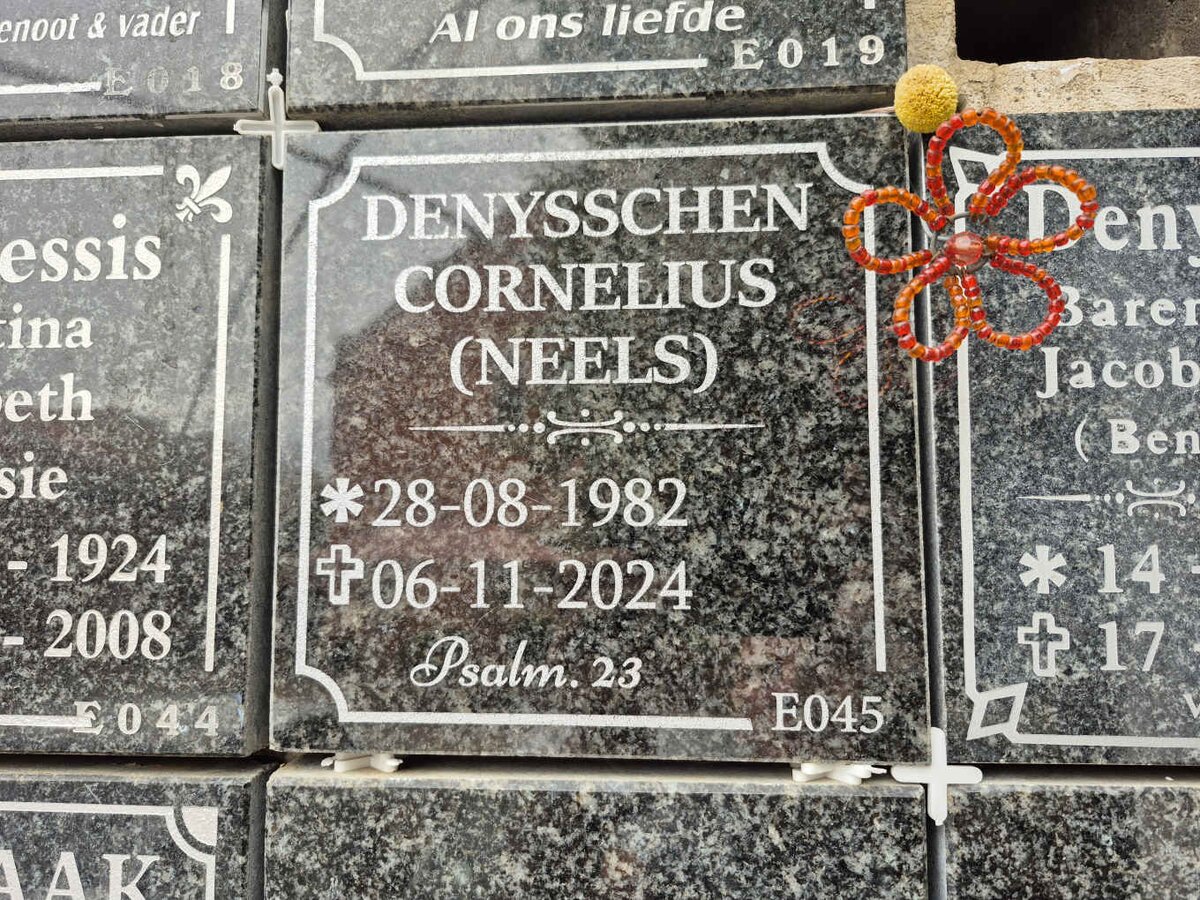 enoot & vader
E018
Al ons liefde
E019
essis
tina
beth
sie
- 1924
- 2008
E044
DENYSSCHEN
CORNELIUS
(NEELS)
* 28-08-1982
✝ 06-11-2024
Psalm. 23
E045
Deny
Baren
Jacob
( Ben
* 14 -
✝ 17 -
AAK